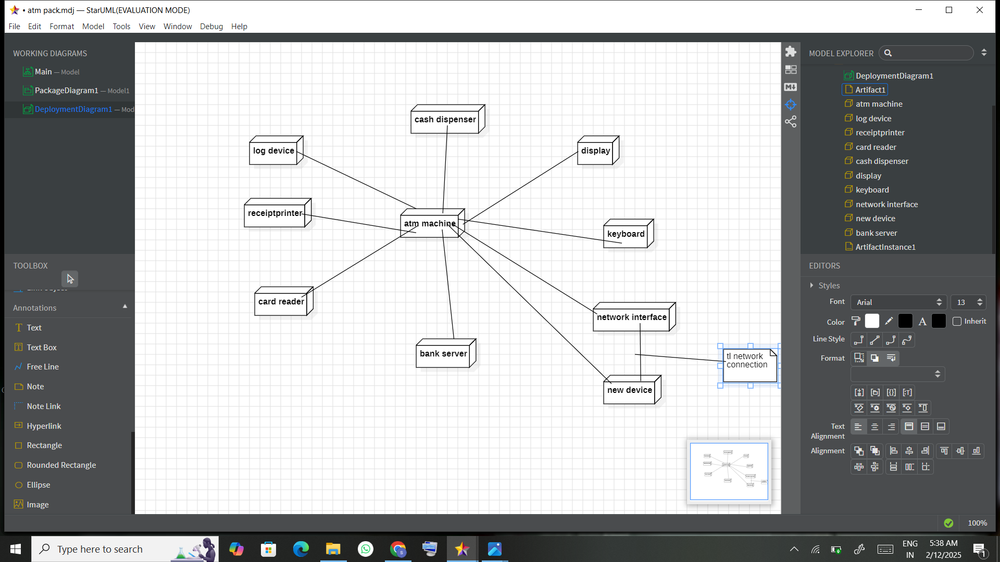 • atm pack.mdj — StarUML(EVALUATION MODE)
File Edit Format Model Tools View Window Debug Help
WORKING DIAGRAMS
Main — Model
PackageDiagram1 — Model1
DeploymentDiagram1 — Mod
TOOLBOX
Annotations
Text
Text Box
Free Line
Note
Note Link
Hyperlink
Rectangle
Rounded Rectangle
Ellipse
Image
cash dispenser
log device
display
receiptprinter
atm machine
keyboard
card reader
network interface
bank server
tl network
connection
new device
MODEL EXPLORER
DeploymentDiagram1
Artifact1
atm machine
log device
receiptprinter
card reader
cash dispenser
display
keyboard
network interface
new device
bank server
ArtifactInstance1
EDITORS
Styles
Font Arial 13
Color A Inherit
Line Style
Format
Text
Alignment
Alignment
100%
Type here to search
ENG
IN
5:38 AM
2/12/2025
1